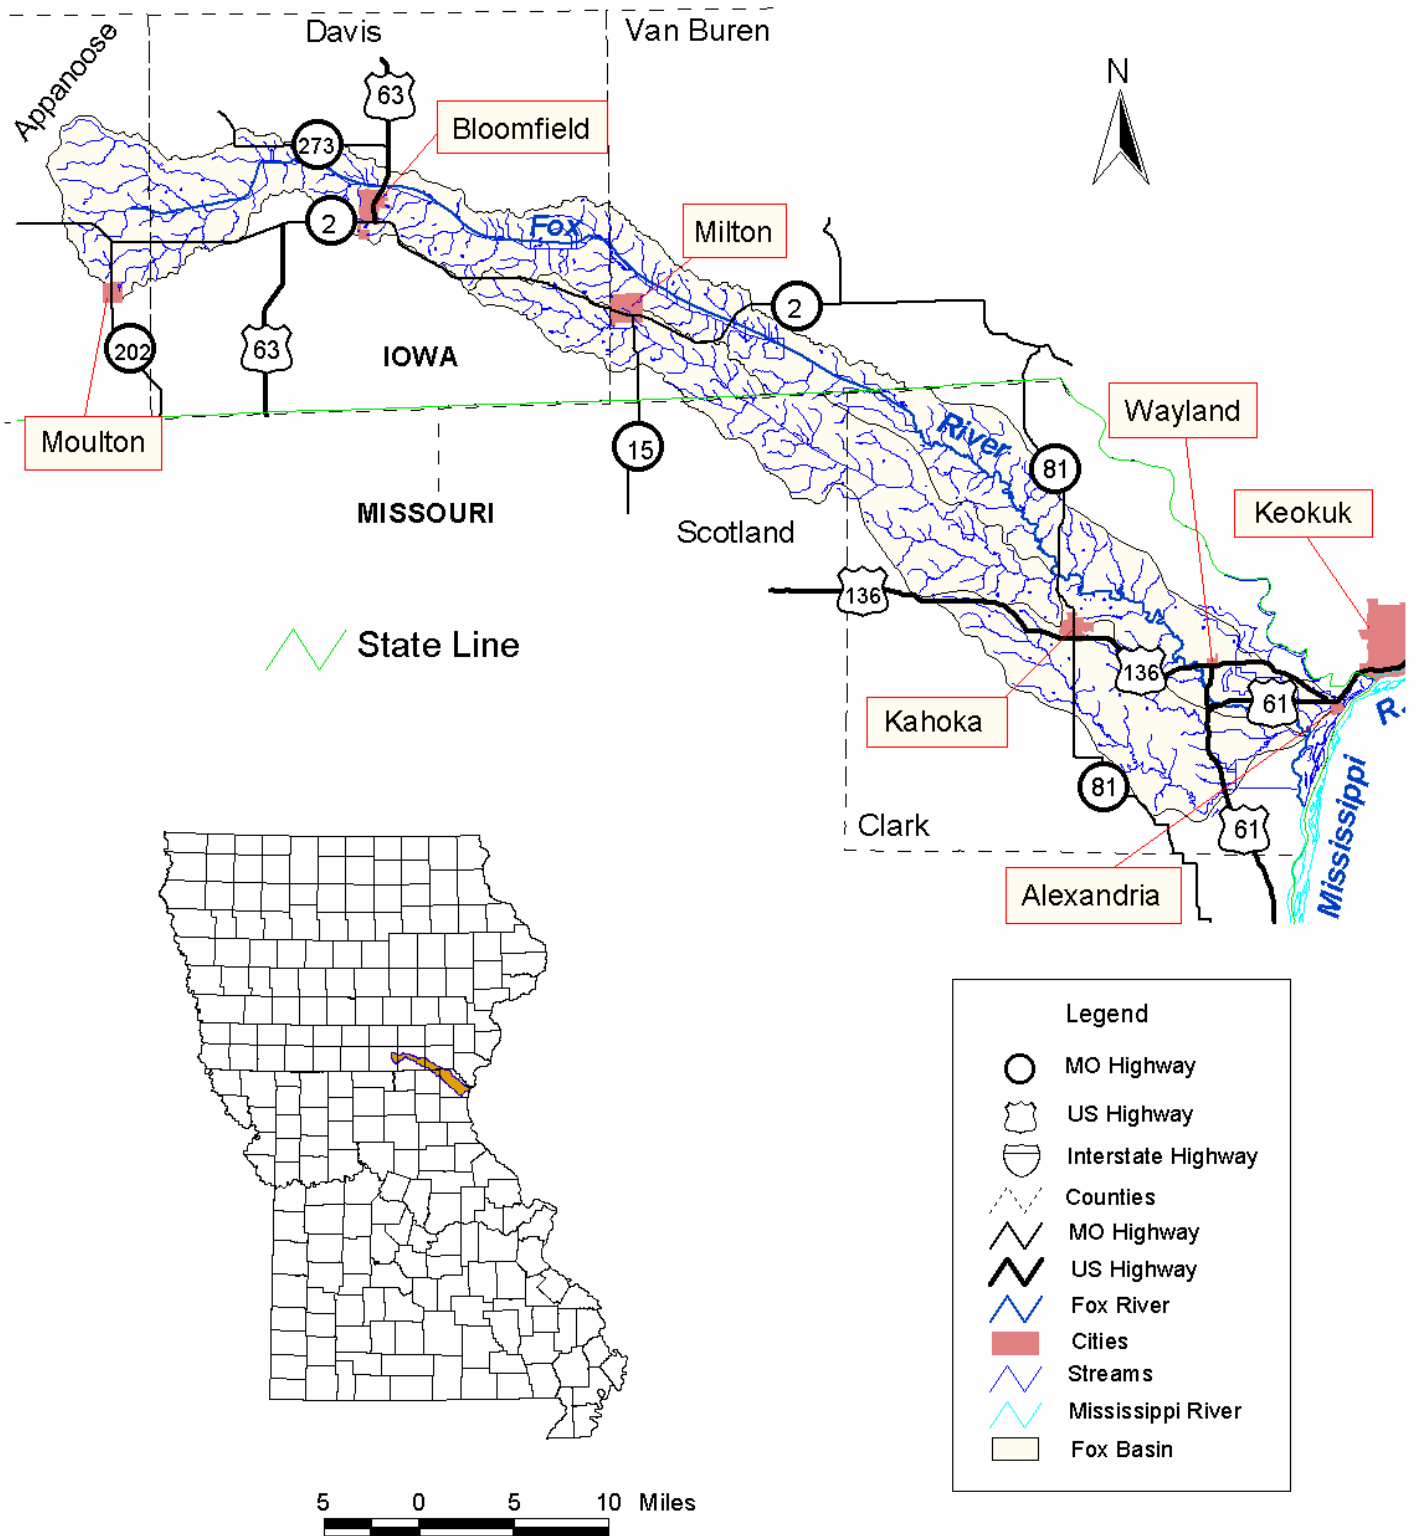 Appanoose
Davis
Van Buren
N
63
Bloomfield
273
2
Fox
Milton
2
202
63
IOWA
Moulton
15
MISSOURI
River
81
Wayland
Keokuk
Scotland
136
State Line
Kahoka
136
61
R.
Mississippi
81
61
Clark
Alexandria
Legend
MO Highway
US Highway
Interstate Highway
Counties
MO Highway
US Highway
Fox River
Cities
Streams
Mississippi River
Fox Basin
5 0 5 10 Miles